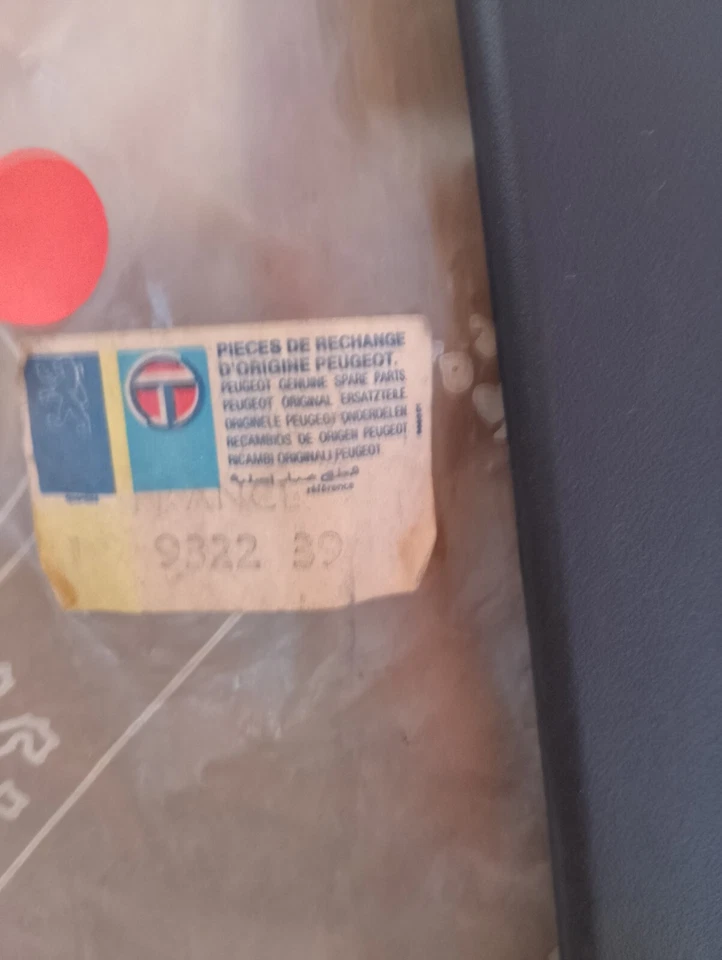 PIECES DE RECHANGE
D'ORIGINE PEUGEOT.
PEUGEOT GENUINE SPARE PARTS
PEUGEOT ORIGINAL ERSATZTEILE
ORIGINELE PEUGEOT ONDERDELEN
RECAMBIOS DE ORIGEN PEUGEOT
RICAMBI ORIGINALI PEUGEOT
référence
FRANCE
9322 39